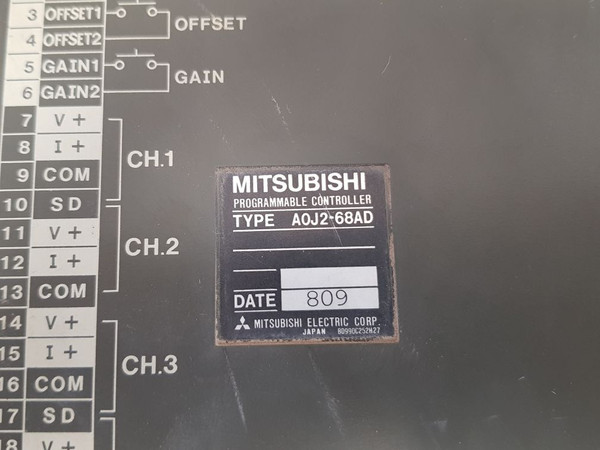 3 OFFSET1
4 OFFSET2
OFFSET
5 GAIN1
6 GAIN2
GAIN
7 V+
8 I+
9 COM
CH.1
10 SD
11 V+
12 I+
13 COM
CH.2
14 V+
15 I+
16 COM
CH.3
17 SD
18 V+
MITSUBISHI
PROGRAMMABLE CONTROLLER
TYPE A0J2-68AD
DATE 809
MITSUBISHI ELECTRIC CORP.
JAPAN BD990C252H27